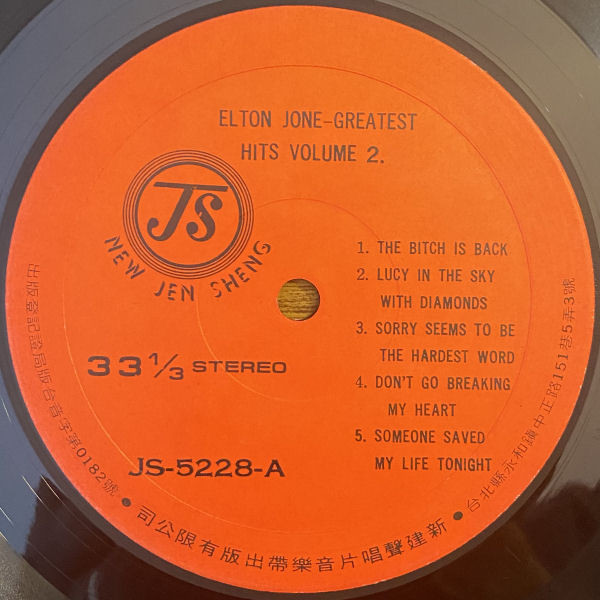 ELTON JONE-GREATEST
HITS VOLUME 2.
JS
NEW JEN SHENG
1. THE BITCH IS BACK
2. LUCY IN THE SKY
WITH DIAMONDS
3. SORRY SEEMS TO BE
THE HARDEST WORD
4. DON'T GO BREAKING
MY HEART
5. SOMEONE SAVED
MY LIFE TONIGHT
33 1/3 STEREO
JS-5228-A
出版登記證局版台音字第0182號
司公限有版出帶樂音片唱聲建新
台北縣永和鎮中正路151巷5弄3號